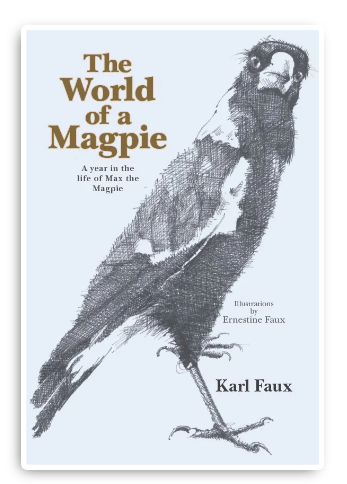 The
World
of a
Magpie
A year in the
life of Max the
Magpie
Illustrations
by
Ernestine Faux
Karl Faux